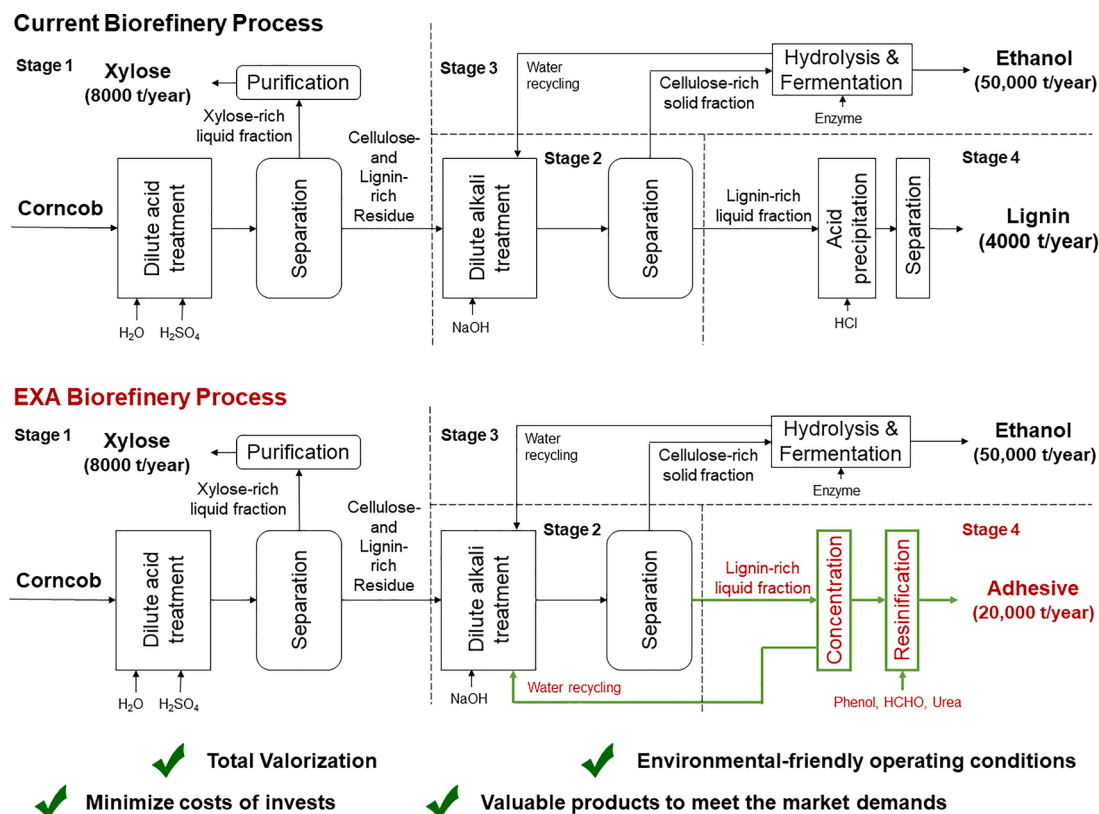 Current Biorefinery Process
Stage 1
Xylose
(8000 t/year)
Purification
Xylose-rich
liquid fraction
Corncob
Dilute acid
treatment
H₂O
H₂SO₄
Separation
Cellulose-
and
Lignin-
rich
Residue
Stage 3
Water
recycling
Cellulose-rich
solid fraction
Hydrolysis &
Fermentation
Enzyme
Ethanol
(50,000 t/year)
Stage 2
Dilute alkali
treatment
NaOH
Separation
Stage 4
Lignin-rich
liquid fraction
Acid
precipitation
HCl
Separation
Lignin
(4000 t/year)
EXA Biorefinery Process
Stage 1
Xylose
(8000 t/year)
Purification
Xylose-rich
liquid fraction
Corncob
Dilute acid
treatment
H₂O
H₂SO₄
Separation
Cellulose-
and
Lignin-
rich
Residue
Stage 3
Water
recycling
Cellulose-rich
solid fraction
Hydrolysis &
Fermentation
Enzyme
Ethanol
(50,000 t/year)
Stage 2
Dilute alkali
treatment
NaOH
Separation
Stage 4
Lignin-rich
liquid fraction
Concentration
Resinification
Water recycling
Phenol, HCHO, Urea
Adhesive
(20,000 t/year)
Total Valorization
Environmental-friendly operating conditions
Minimize costs of invests
Valuable products to meet the market demands